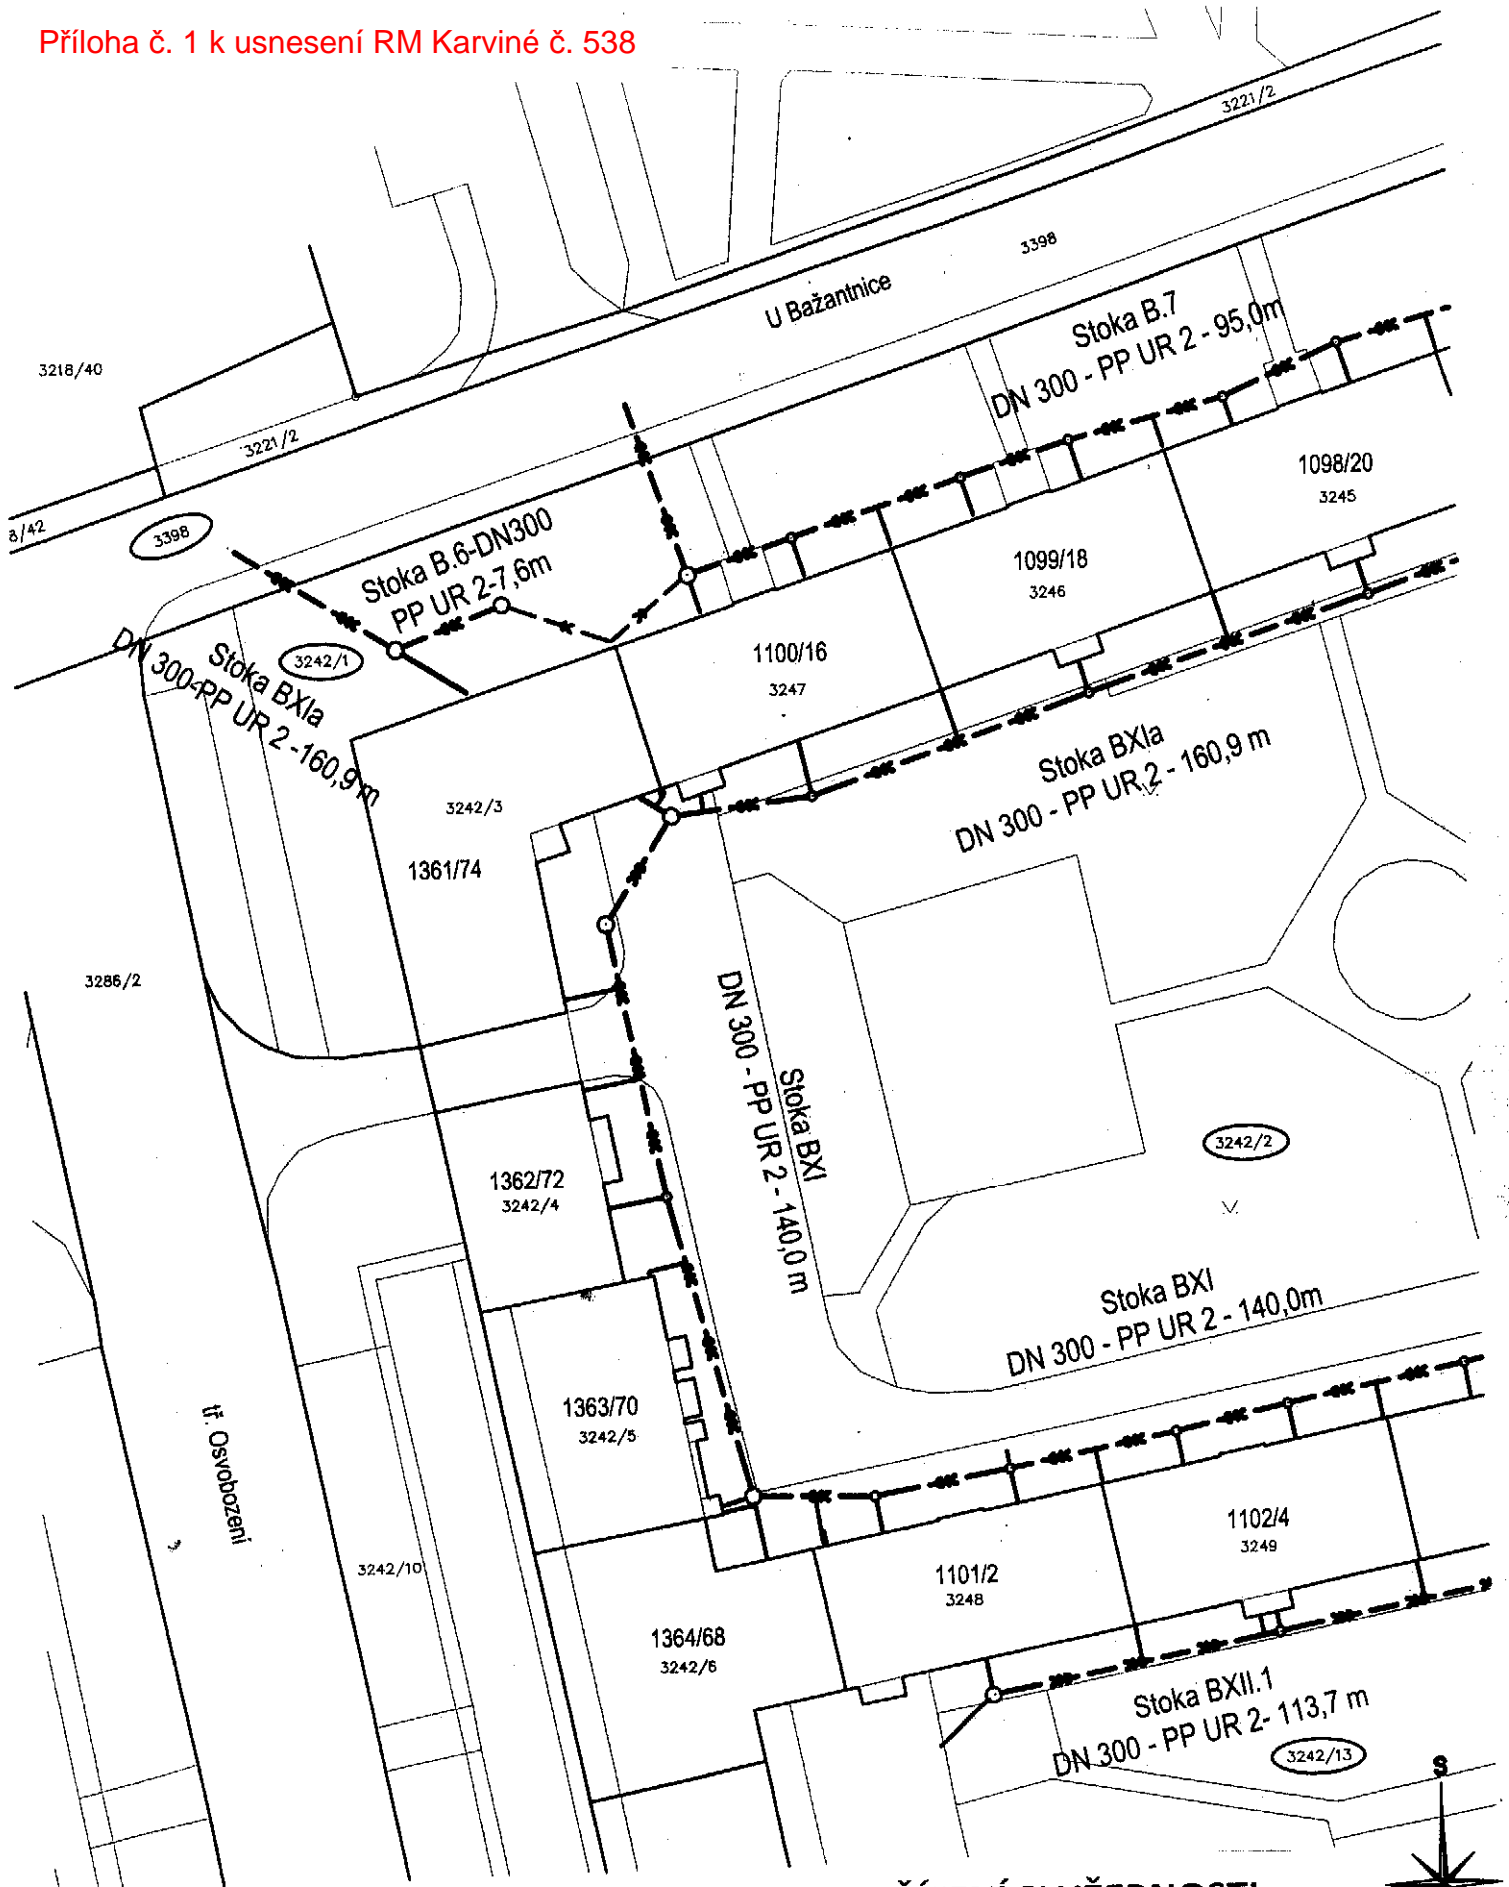 Příloha č. 1 k usnesení RM Karviné č. 538
3221/2
3398
U Bažantnice
Stoka B.7
DN 300 - PP UR 2 - 95,0m
3218/40
3221/2
8/42
3398
1098/20
3245
Stoka B.6-DN300
PP UR 2-7,6m
1099/18
3246
3242/1
Stoka BXIa
DN 300-PP UR 2 -160,9 m
1100/16
3247
Stoka BXIa
DN 300 - PP UR 2 - 160,9 m
3242/3
1361/74
3286/2
Stoka BXI
DN 300 - PP UR 2 - 140,0 m
3242/2
1362/72
3242/4
Stoka BXI
DN 300 - PP UR 2 - 140,0m
1363/70
3242/5
tř. Osvobození
1102/4
3249
3242/10
1101/2
3248
1364/68
3242/6
Stoka BXII.1
DN 300 - PP UR 2- 113,7 m
3242/13
S